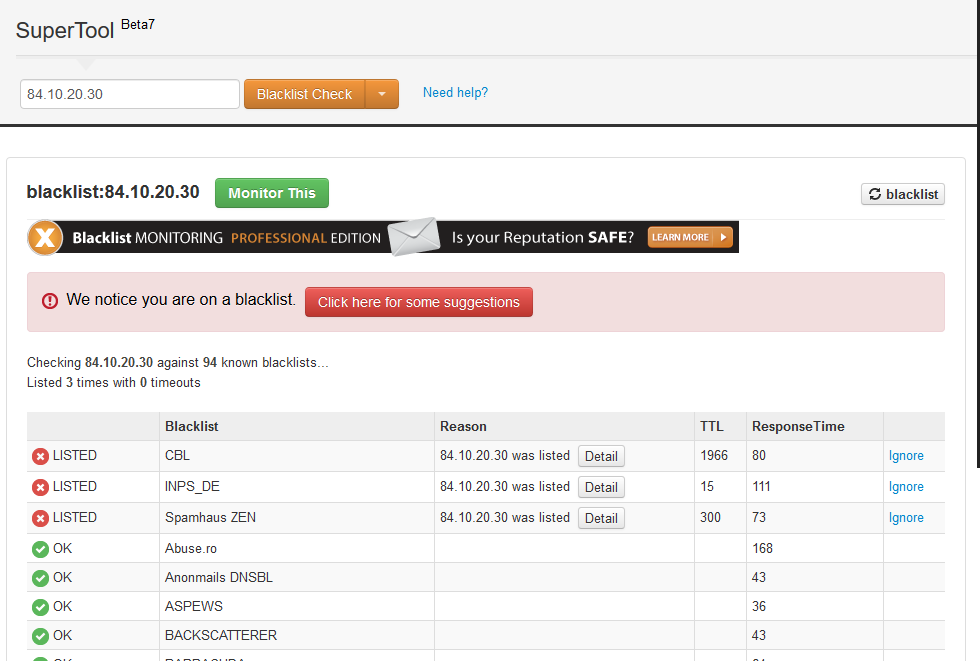 SuperTool Beta7
84.10.20.30 Blacklist Check Need help?
blacklist:84.10.20.30 Monitor This blacklist
X Blacklist MONITORING PROFESSIONAL EDITION Is your Reputation SAFE? LEARN MORE
We notice you are on a blacklist. Click here for some suggestions
Checking 84.10.20.30 against 94 known blacklists...
Listed 3 times with 0 timeouts
Blacklist Reason TTL ResponseTime
LISTED CBL 84.10.20.30 was listed Detail 1966 80 Ignore
LISTED INPS_DE 84.10.20.30 was listed Detail 15 111 Ignore
LISTED Spamhaus ZEN 84.10.20.30 was listed Detail 300 73 Ignore
OK Abuse.ro 168
OK Anonmails DNSBL 43
OK ASPEWS 36
OK BACKSCATTERER 43